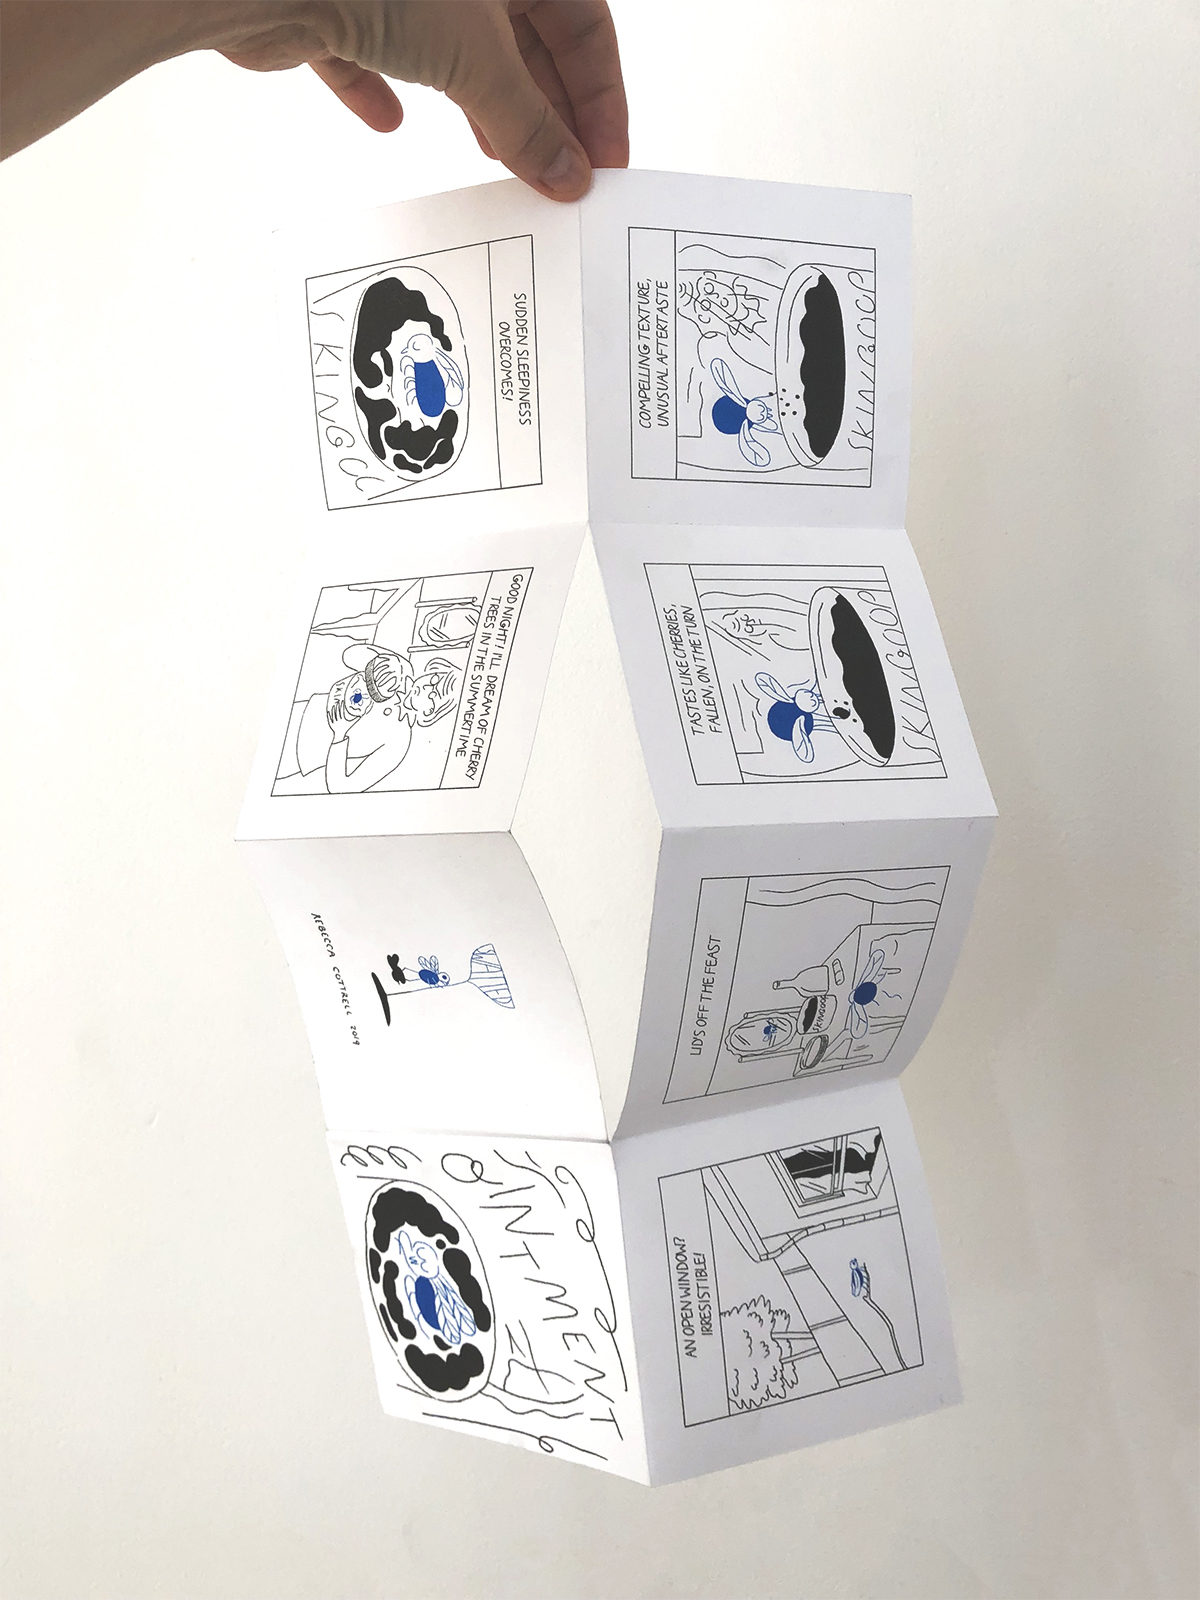 OINTMENT
AN OPEN WINDOW?
IRRESISTIBLE!
LID'S OFF THE FEAST
SKINGOO
TASTES LIKE CHERRIES,
FALLEN, ON THE TURN
SKINGOOP
COMPELLING TEXTURE,
UNUSUAL AFTERTASTE
SKINGOOP
SUDDEN SLEEPINESS
OVERCOMES!
SKINGOO
GOOD NIGHT! I'LL DREAM OF CHERRY
TREES IN THE SUMMERTIME
SKIN
REBECCA COTTRELL 2019